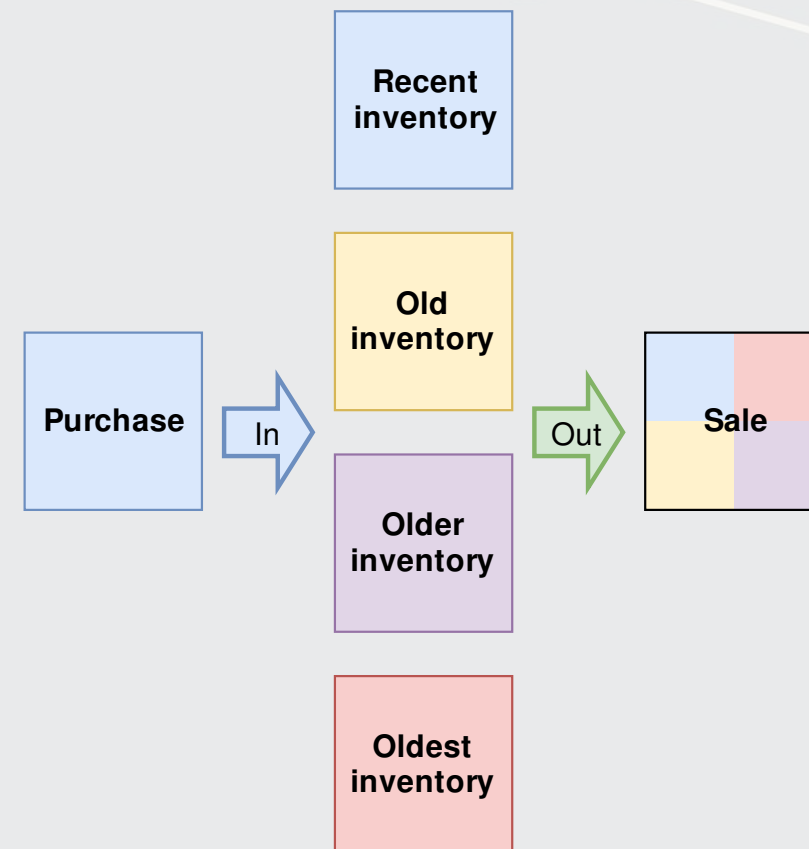 Recent
inventory
Old
inventory
Purchase
In
Out
Sale
Older
inventory
Oldest
inventory